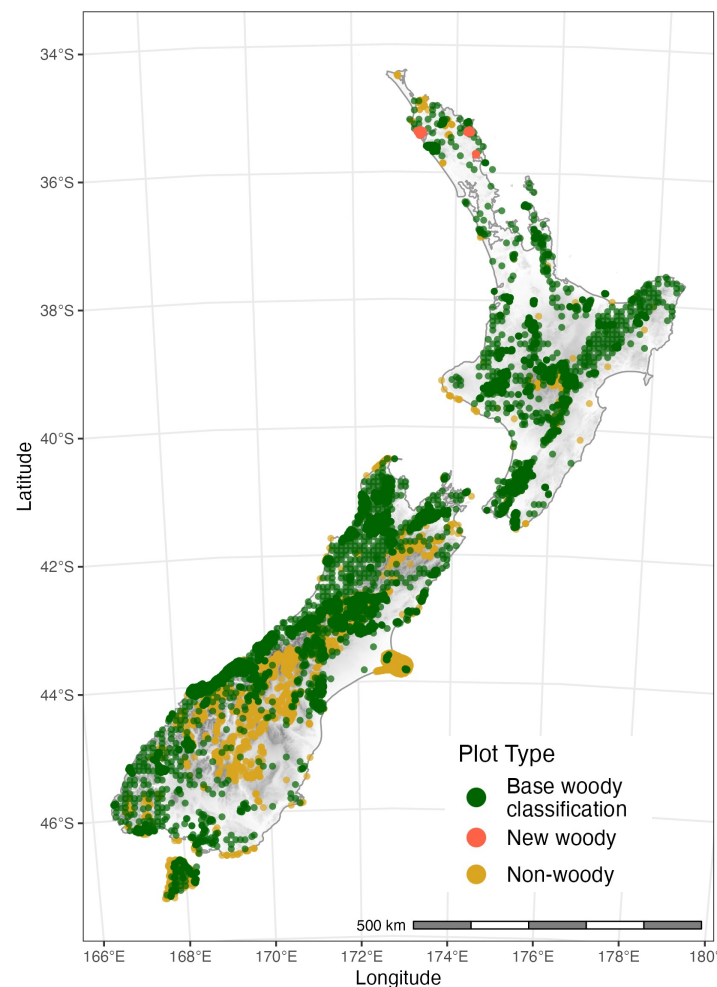 34°S
36°S
38°S
40°S
42°S
44°S
46°S
Latitude
Plot Type
Base woody
classification
New woody
Non-woody
500 km
166°E
168°E
170°E
172°E
174°E
176°E
178°E
180°
Longitude